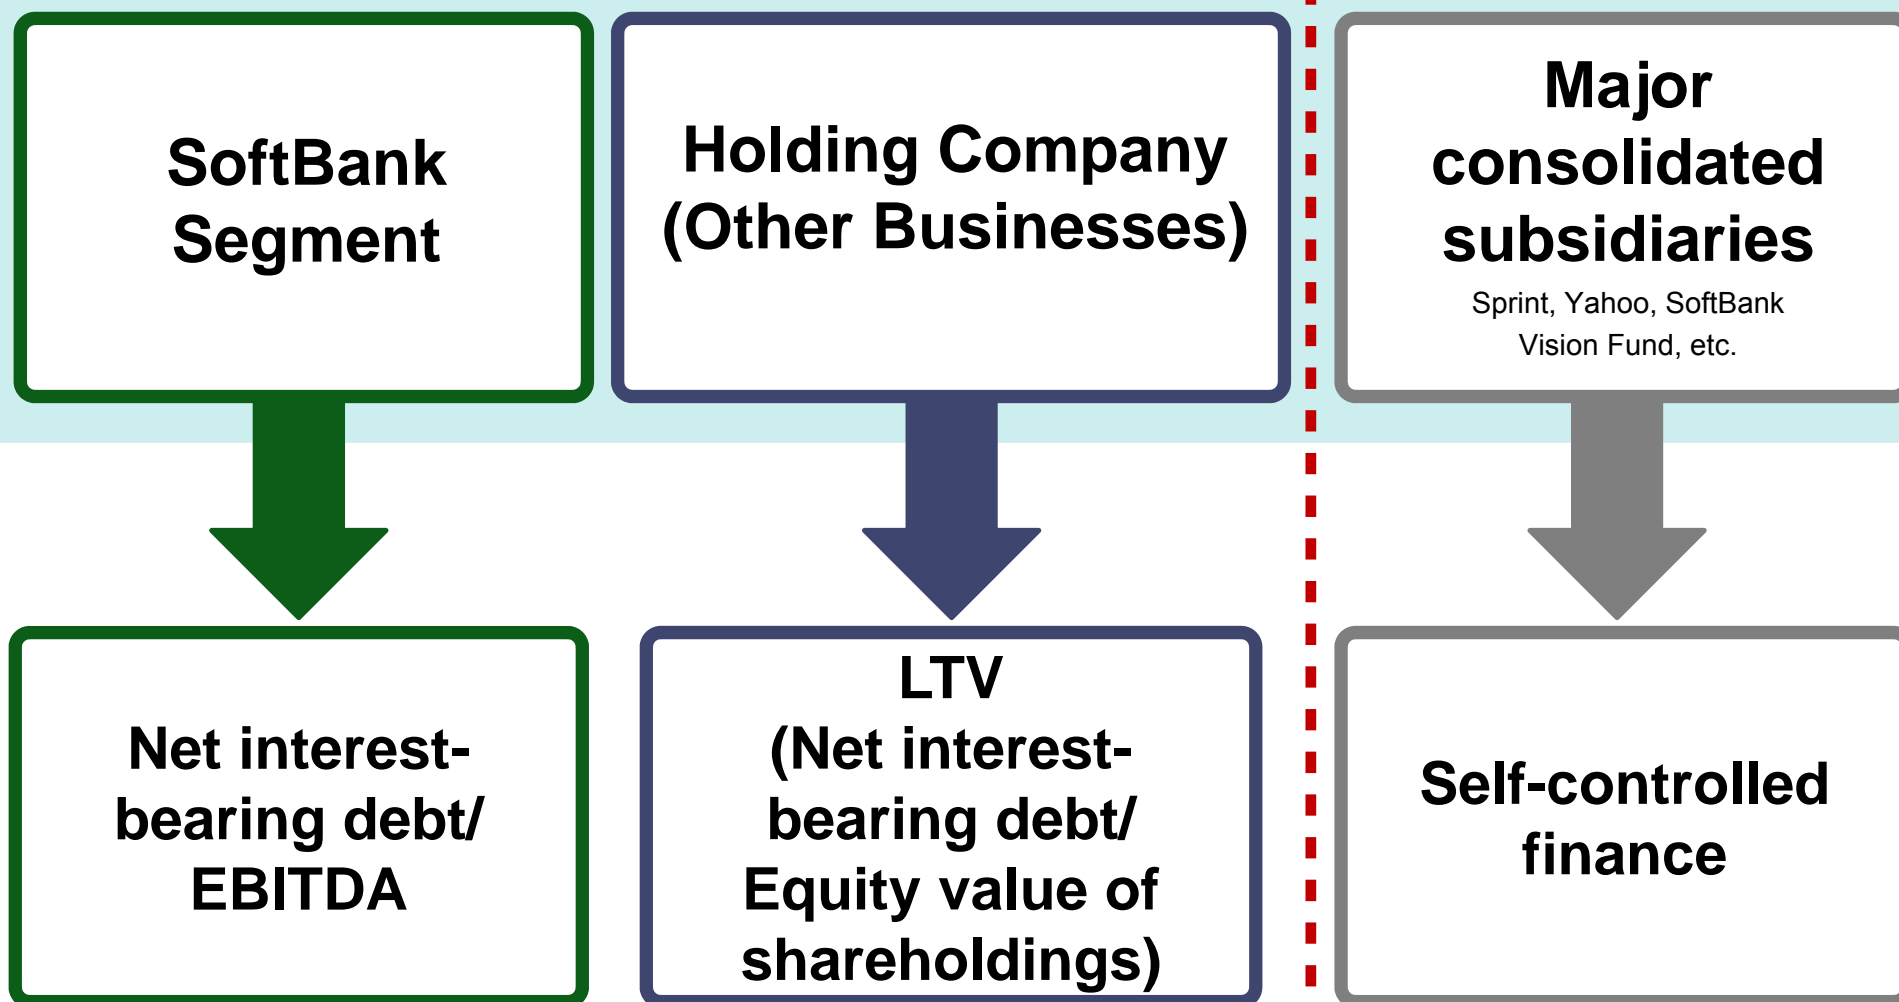 SoftBank
Segment
Holding Company
(Other Businesses)
Major
consolidated
subsidiaries
Sprint, Yahoo, SoftBank
Vision Fund, etc.
Net interest-
bearing debt/
EBITDA
LTV
(Net interest-
bearing debt/
Equity value of
shareholdings)
Self-controlled
finance